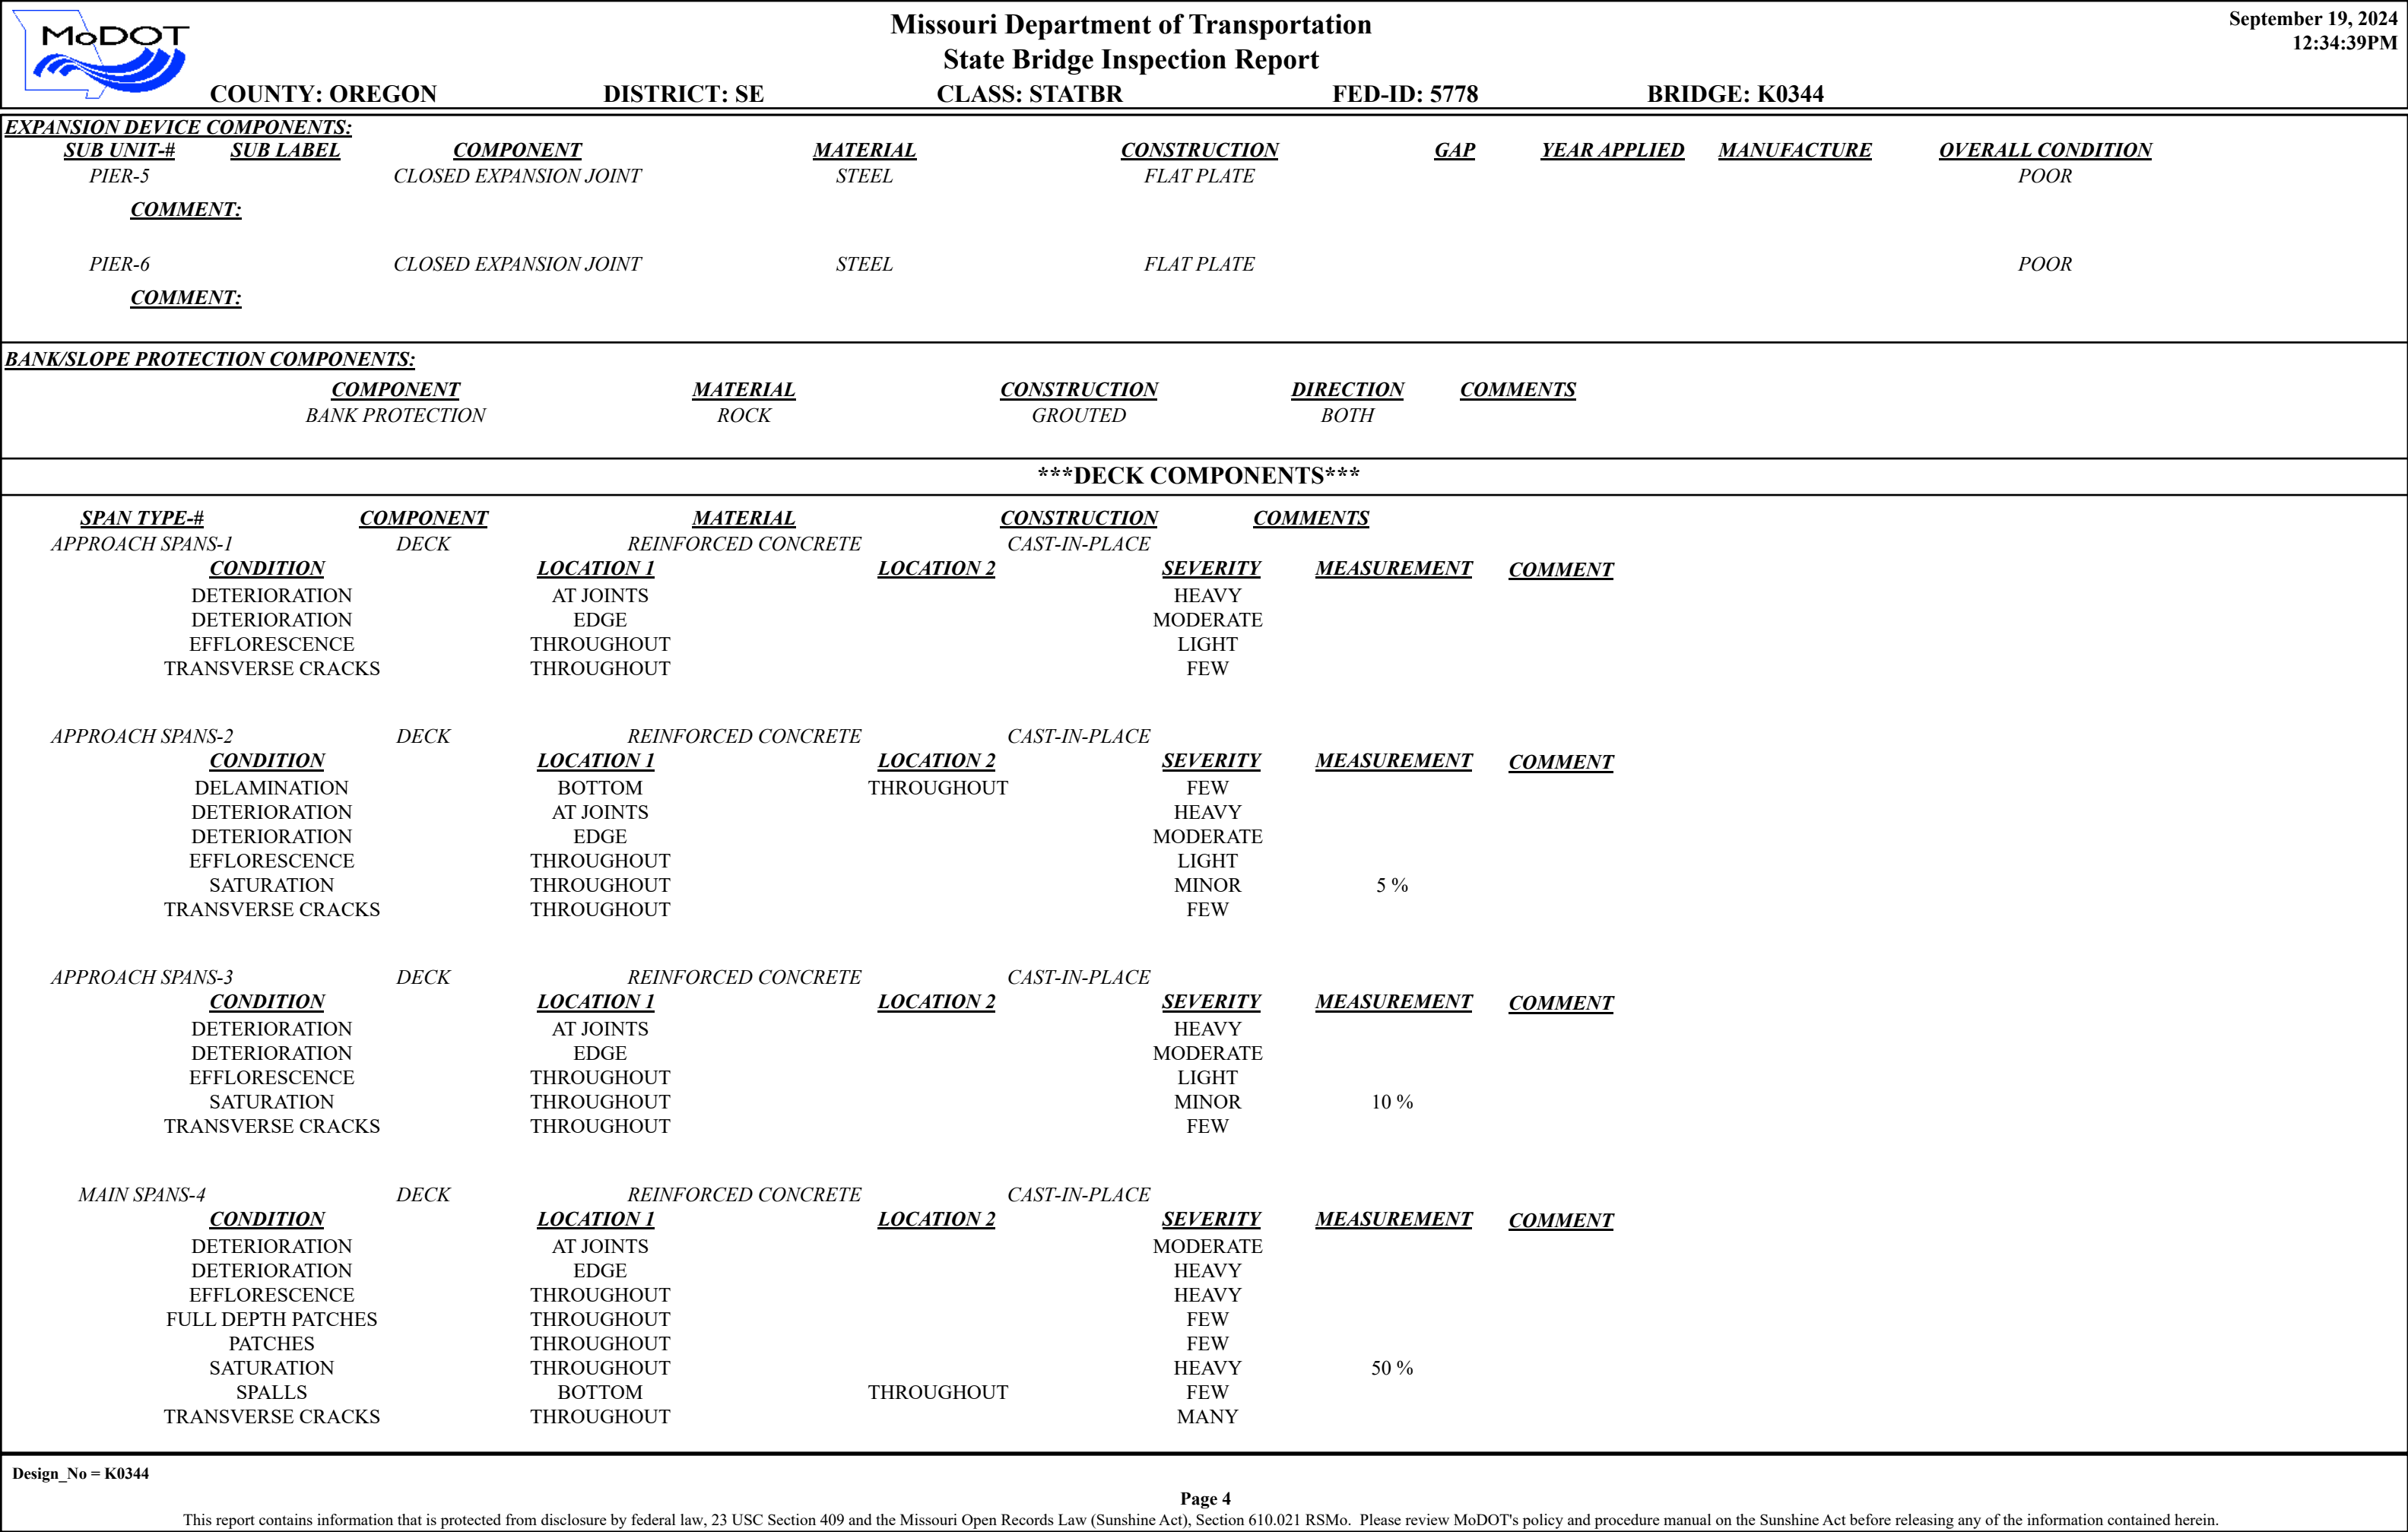 MoDOT
Missouri Department of Transportation
State Bridge Inspection Report
September 19, 2024
12:34:39PM
COUNTY: OREGON DISTRICT: SE CLASS: STATBR FED-ID: 5778 BRIDGE: K0344
EXPANSION DEVICE COMPONENTS:
SUB UNIT-# SUB LABEL COMPONENT MATERIAL CONSTRUCTION GAP YEAR APPLIED MANUFACTURE OVERALL CONDITION
PIER-5 CLOSED EXPANSION JOINT STEEL FLAT PLATE POOR
COMMENT:
PIER-6 CLOSED EXPANSION JOINT STEEL FLAT PLATE POOR
COMMENT:
BANK/SLOPE PROTECTION COMPONENTS:
COMPONENT MATERIAL CONSTRUCTION DIRECTION COMMENTS
BANK PROTECTION ROCK GROUTED BOTH
***DECK COMPONENTS***
SPAN TYPE-# COMPONENT MATERIAL CONSTRUCTION COMMENTS
APPROACH SPANS-1 DECK REINFORCED CONCRETE CAST-IN-PLACE
CONDITION LOCATION 1 LOCATION 2 SEVERITY MEASUREMENT COMMENT
DETERIORATION AT JOINTS HEAVY
DETERIORATION EDGE MODERATE
EFFLORESCENCE THROUGHOUT LIGHT
TRANSVERSE CRACKS THROUGHOUT FEW
APPROACH SPANS-2 DECK REINFORCED CONCRETE CAST-IN-PLACE
CONDITION LOCATION 1 LOCATION 2 SEVERITY MEASUREMENT COMMENT
DELAMINATION BOTTOM THROUGHOUT FEW
DETERIORATION AT JOINTS HEAVY
DETERIORATION EDGE MODERATE
EFFLORESCENCE THROUGHOUT LIGHT
SATURATION THROUGHOUT MINOR 5 %
TRANSVERSE CRACKS THROUGHOUT FEW
APPROACH SPANS-3 DECK REINFORCED CONCRETE CAST-IN-PLACE
CONDITION LOCATION 1 LOCATION 2 SEVERITY MEASUREMENT COMMENT
DETERIORATION AT JOINTS HEAVY
DETERIORATION EDGE MODERATE
EFFLORESCENCE THROUGHOUT LIGHT
SATURATION THROUGHOUT MINOR 10 %
TRANSVERSE CRACKS THROUGHOUT FEW
MAIN SPANS-4 DECK REINFORCED CONCRETE CAST-IN-PLACE
CONDITION LOCATION 1 LOCATION 2 SEVERITY MEASUREMENT COMMENT
DETERIORATION AT JOINTS MODERATE
DETERIORATION EDGE HEAVY
EFFLORESCENCE THROUGHOUT HEAVY
FULL DEPTH PATCHES THROUGHOUT FEW
PATCHES THROUGHOUT FEW
SATURATION THROUGHOUT HEAVY 50 %
SPALLS BOTTOM THROUGHOUT FEW
TRANSVERSE CRACKS THROUGHOUT MANY
Design_No = K0344
Page 4
This report contains information that is protected from disclosure by federal law, 23 USC Section 409 and the Missouri Open Records Law (Sunshine Act), Section 610.021 RSMo. Please review MoDOT's policy and procedure manual on the Sunshine Act before releasing any of the information contained herein.